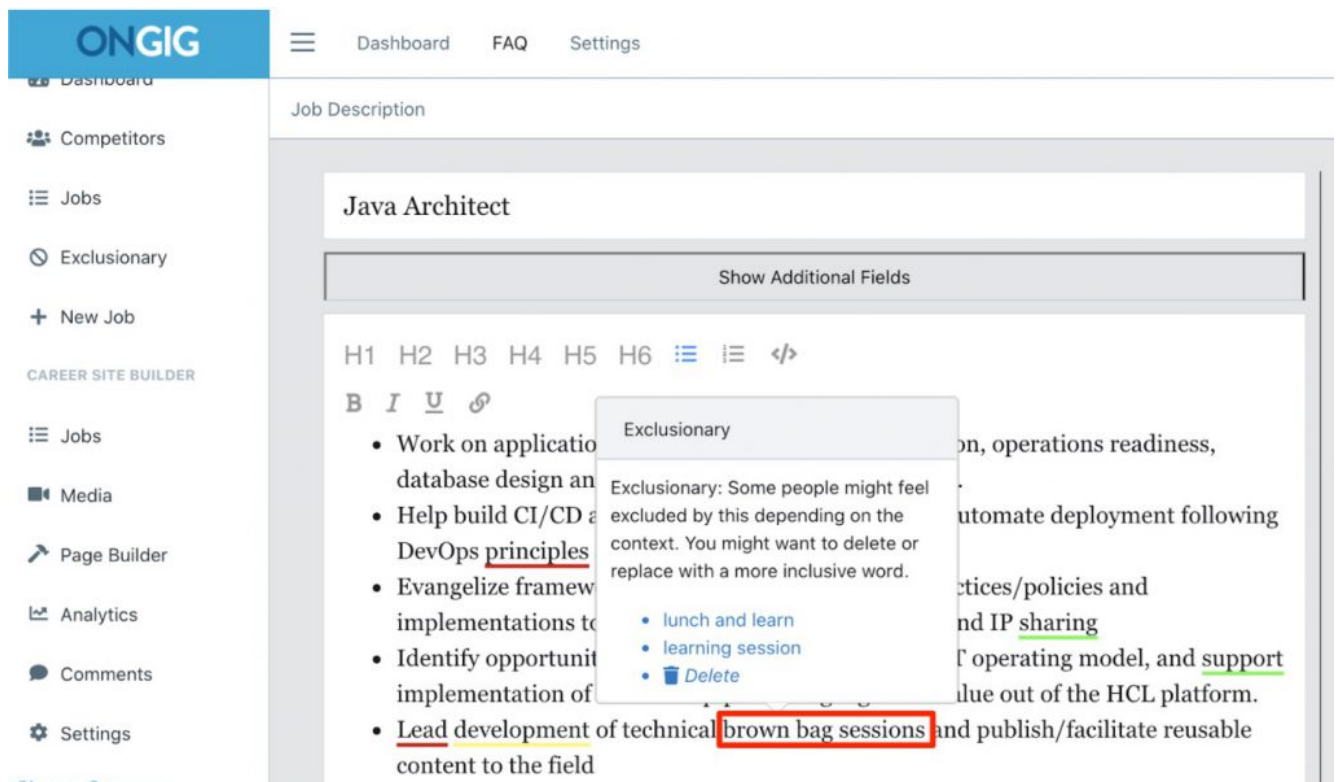 ONGIG
Dashboard FAQ Settings
Dashboard
Competitors
Jobs
Exclusionary
New Job
CAREER SITE BUILDER
Jobs
Media
Page Builder
Analytics
Comments
Settings
Job Description
Java Architect
Show Additional Fields
H1 H2 H3 H4 H5 H6 </>
B I U
Work on applicatio on, operations readiness,
database design an .
Help build CI/CD a utomate deployment following
DevOps principles
Evangelize framew ctices/policies and
implementations to nd IP sharing
Identify opportunit T operating model, and support
implementation of lue out of the HCL platform.
Lead development of technical brown bag sessions and publish/facilitate reusable
content to the field
Exclusionary
Exclusionary: Some people might feel
excluded by this depending on the
context. You might want to delete or
replace with a more inclusive word.
lunch and learn
learning session
Delete